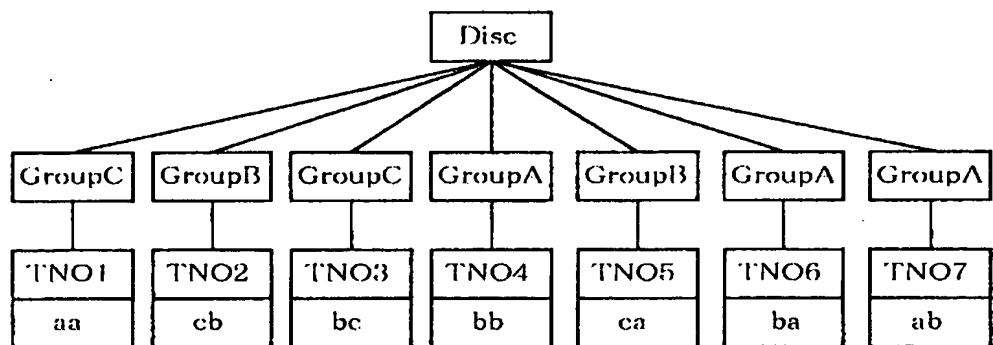 Disc
GroupC GroupB GroupC GroupA GroupB GroupA GroupA
TNO1 TNO2 TNO3 TNO4 TNO5 TNO6 TNO7
aa cb bc bb ca ba ab